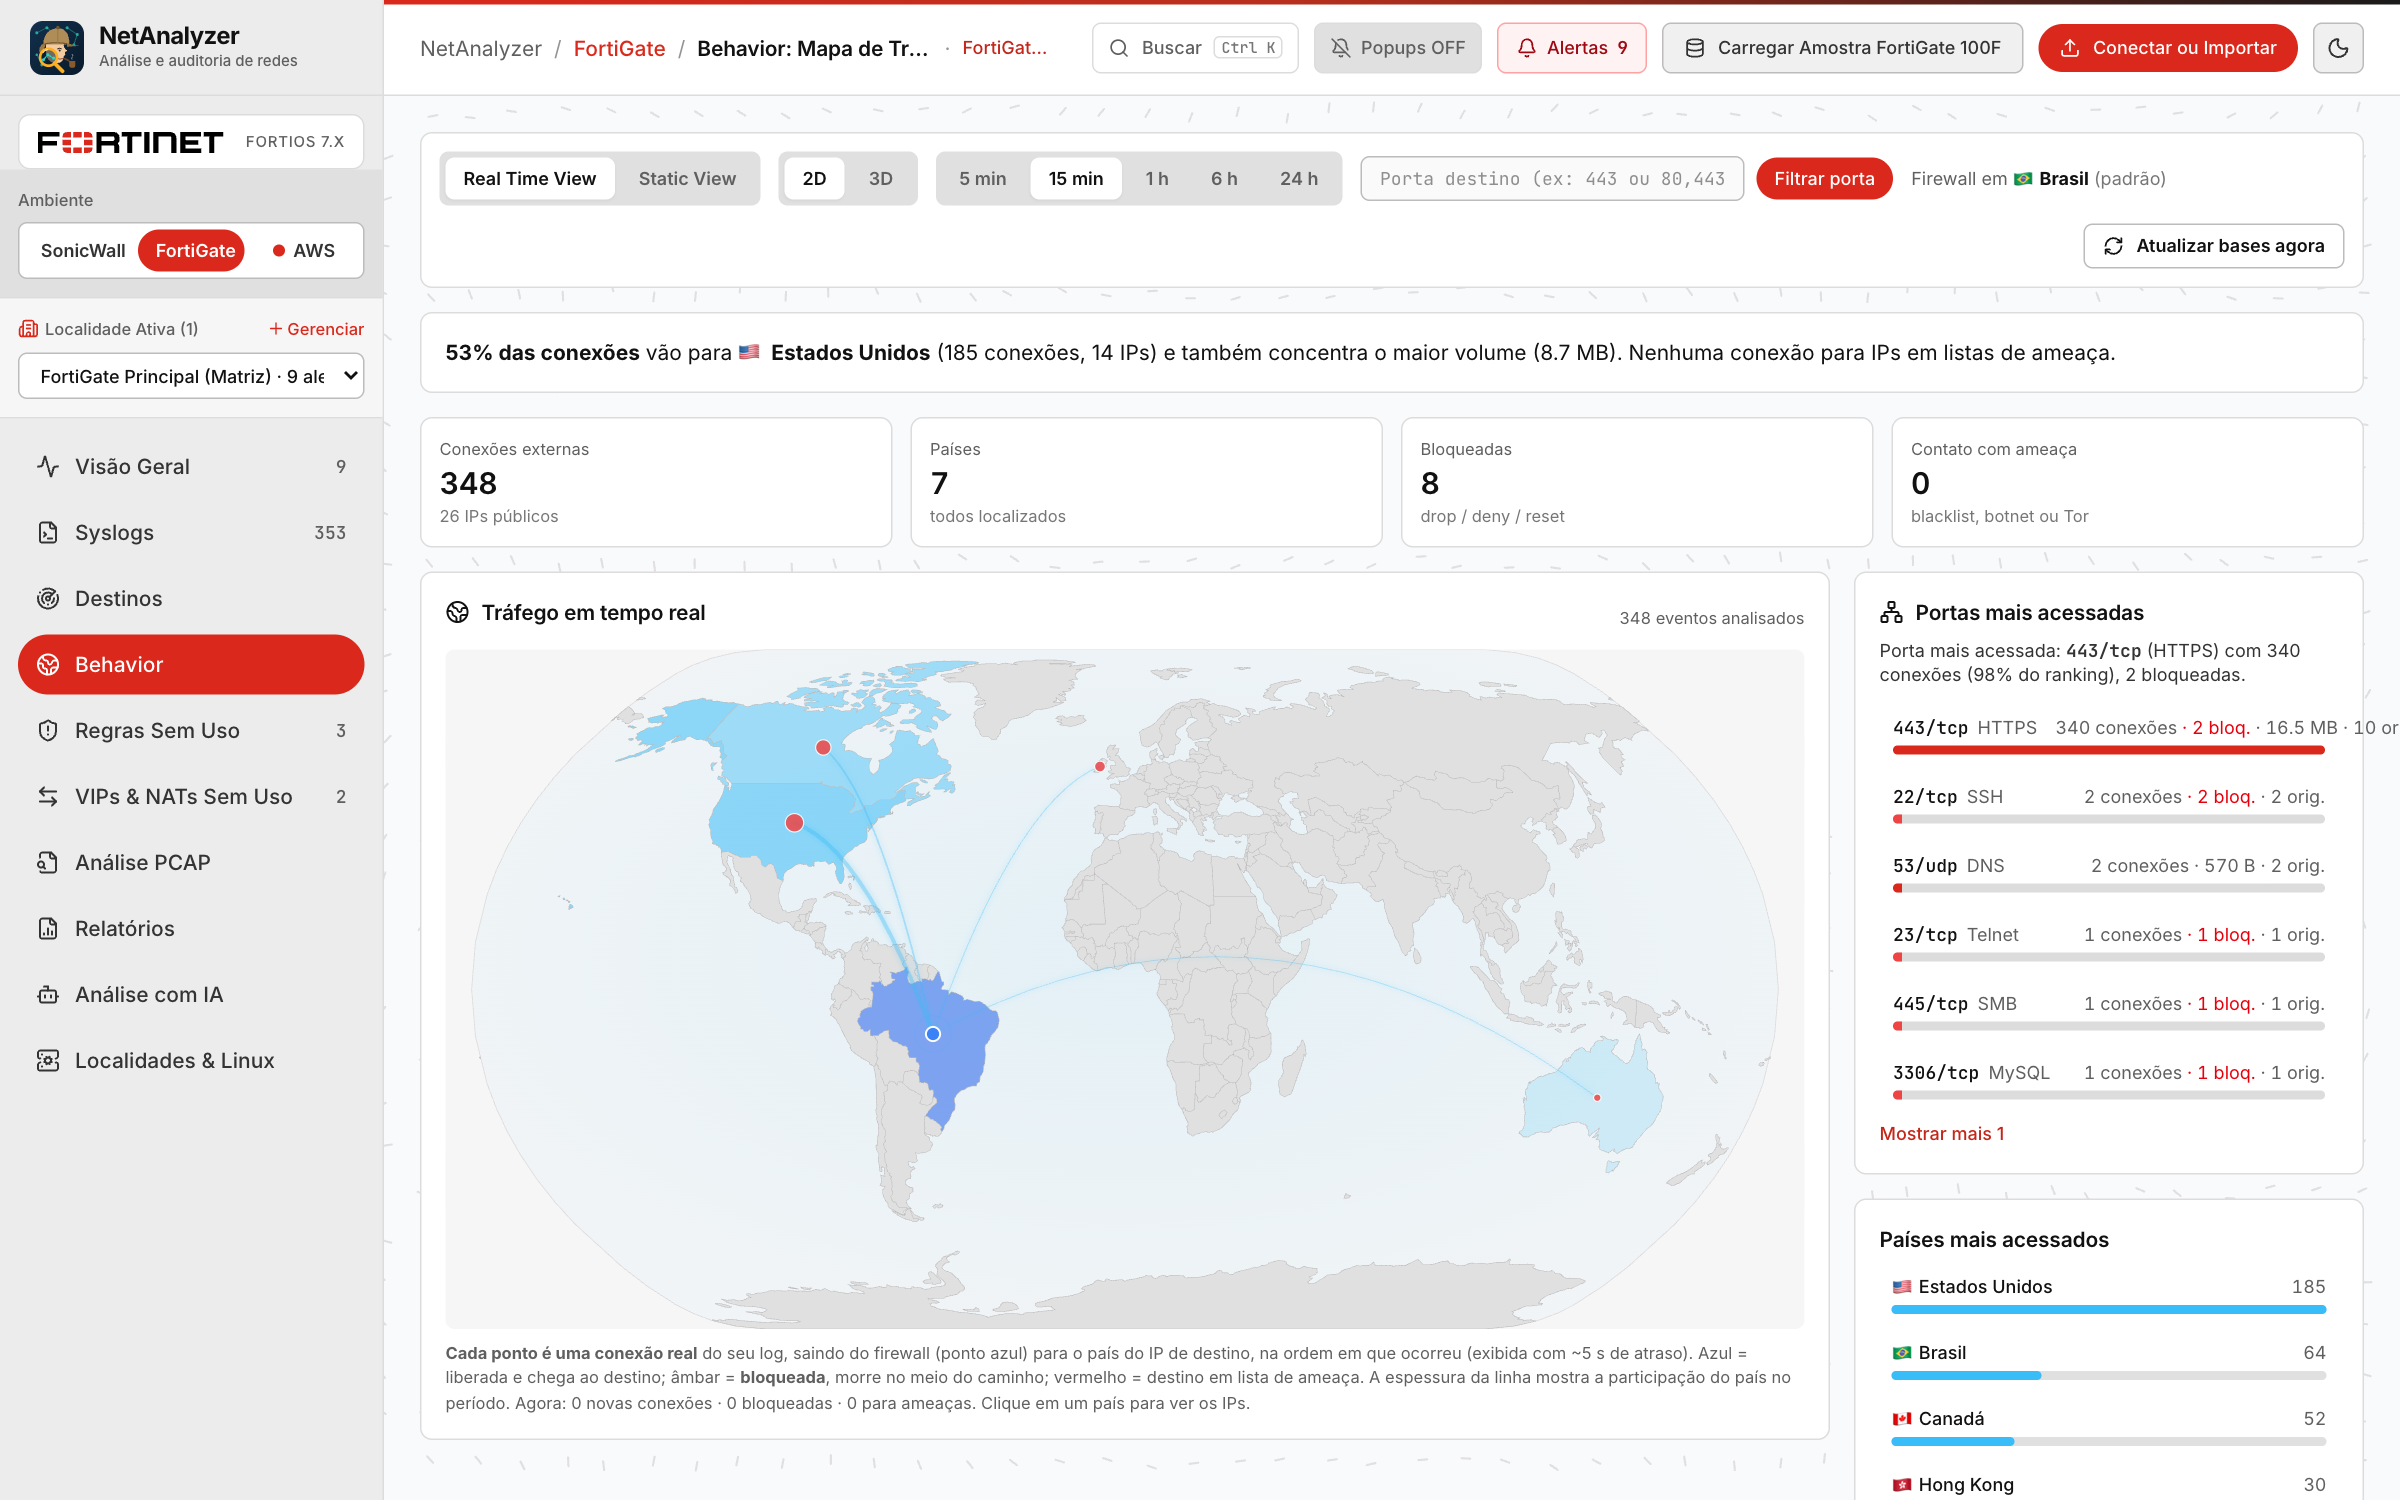 NetAnalyzer
Análise e auditoria de redes
NetAnalyzer / FortiGate / Behavior: Mapa de Tr... · FortiGat...
Buscar Ctrl K
Popups OFF
Alertas 9
Carregar Amostra FortiGate 100F
Conectar ou Importar
FORTINET FORTIOS 7.X
Ambiente
SonicWall FortiGate AWS
Localidade Ativa (1) + Gerenciar
FortiGate Principal (Matriz) · 9 ale
Visão Geral 9
Syslogs 353
Destinos
Behavior
Regras Sem Uso 3
VIPs & NATs Sem Uso 2
Análise PCAP
Relatórios
Análise com IA
Localidades & Linux
Real Time View Static View
2D 3D
5 min 15 min 1 h 6 h 24 h
Porta destino (ex: 443 ou 80,443
Filtrar porta
Firewall em Brasil (padrão)
Atualizar bases agora
53% das conexões vão para Estados Unidos (185 conexões, 14 IPs) e também concentra o maior volume (8.7 MB). Nenhuma conexão para IPs em listas de ameaça.
Conexões externas
348
26 IPs públicos
Países
7
todos localizados
Bloqueadas
8
drop / deny / reset
Contato com ameaça
0
blacklist, botnet ou Tor
Tráfego em tempo real
348 eventos analisados
Cada ponto é uma conexão real do seu log, saindo do firewall (ponto azul) para o país do IP de destino, na ordem em que ocorreu (exibida com ~5 s de atraso). Azul =
liberada e chega ao destino; âmbar = bloqueada, morre no meio do caminho; vermelho = destino em lista de ameaça. A espessura da linha mostra a participação do país no
período. Agora: 0 novas conexões · 0 bloqueadas · 0 para ameaças. Clique em um país para ver os IPs.
Portas mais acessadas
Porta mais acessada: 443/tcp (HTTPS) com 340
conexões (98% do ranking), 2 bloqueadas.
443/tcp HTTPS 340 conexões · 2 bloq. · 16.5 MB · 10 or
22/tcp SSH 2 conexões · 2 bloq. · 2 orig.
53/udp DNS 2 conexões · 570 B · 2 orig.
23/tcp Telnet 1 conexões · 1 bloq. · 1 orig.
445/tcp SMB 1 conexões · 1 bloq. · 1 orig.
3306/tcp MySQL 1 conexões · 1 bloq. · 1 orig.
Mostrar mais 1
Países mais acessados
Estados Unidos 185
Brasil 64
Canadá 52
Hong Kong 30